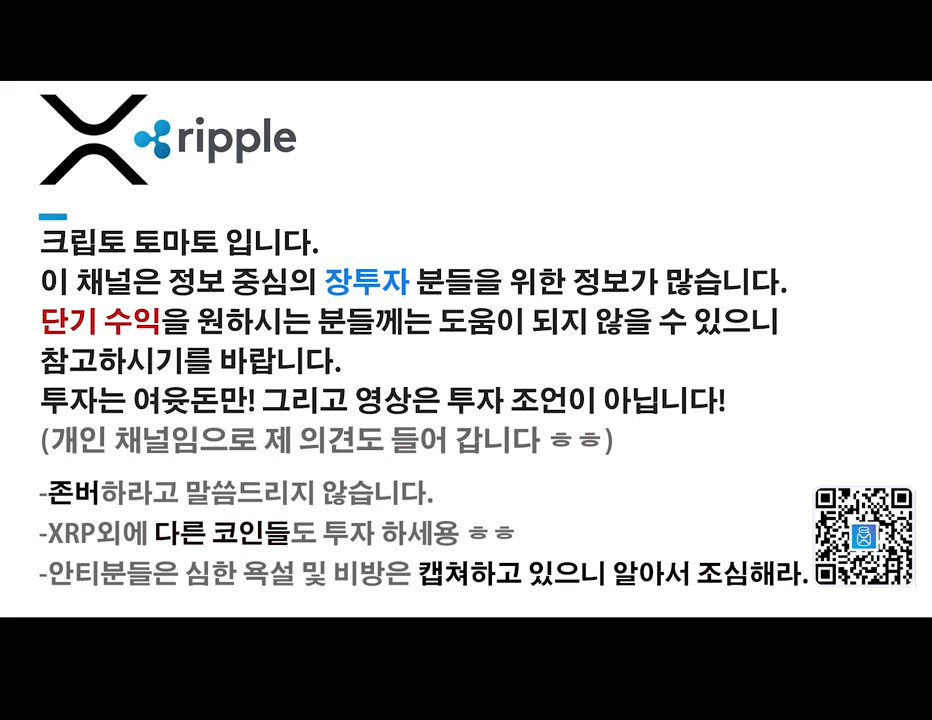 ripple
크립토 토마토 입니다.
이 채널은 정보 중심의 장투자 분들을 위한 정보가 많습니다.
단기 수익을 원하시는 분들께는 도움이 되지 않을 수 있으니
참고하시기를 바랍니다.
투자는 여윳돈만! 그리고 영상은 투자 조언이 아닙니다!
(개인 채널임으로 제 의견도 들어 갑니다 ㅎㅎ)
-존버하라고 말씀드리지 않습니다.
-XRP외에 다른 코인들도 투자 하세용 ㅎㅎ
-안티분들은 심한 욕설 및 비방은 캡쳐하고 있으니 알아서 조심해라.